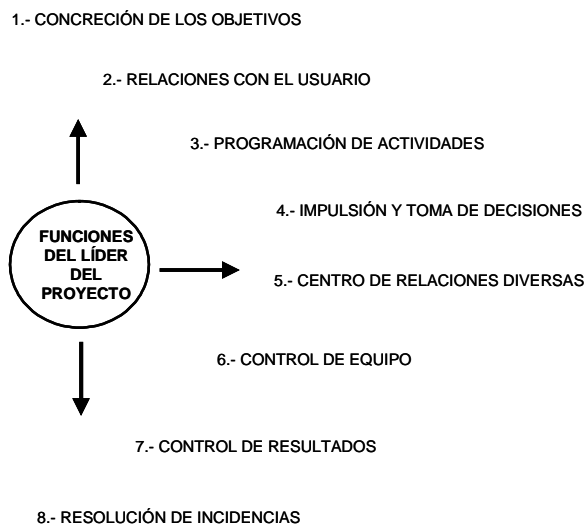 1.- CONCRECIÓN DE LOS OBJETIVOS
2.- RELACIONES CON EL USUARIO
3.- PROGRAMACIÓN DE ACTIVIDADES
4.- IMPULSIÓN Y TOMA DE DECISIONES
FUNCIONES
DEL LÍDER
DEL
PROYECTO
5.- CENTRO DE RELACIONES DIVERSAS
6.- CONTROL DE EQUIPO
7.- CONTROL DE RESULTADOS
8.- RESOLUCIÓN DE INCIDENCIAS